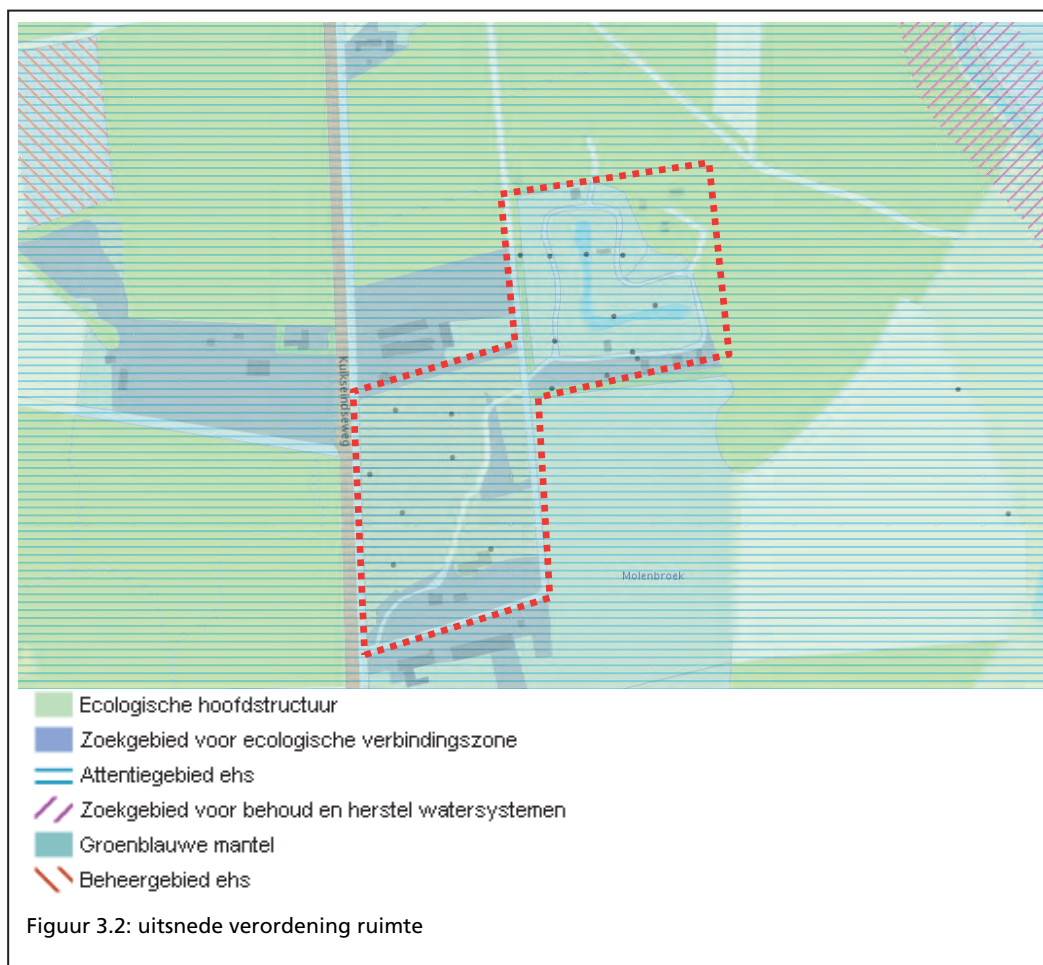 Kuikseindseweg
Molenbroek
Ecologische hoofdstructuur
Zoekgebied voor ecologische verbindingszone
Attentiegebied ehs
Zoekgebied voor behoud en herstel watersystemen
Groenblauwe mantel
Beheergebied ehs
Figuur 3.2: uitsnede verordening ruimte